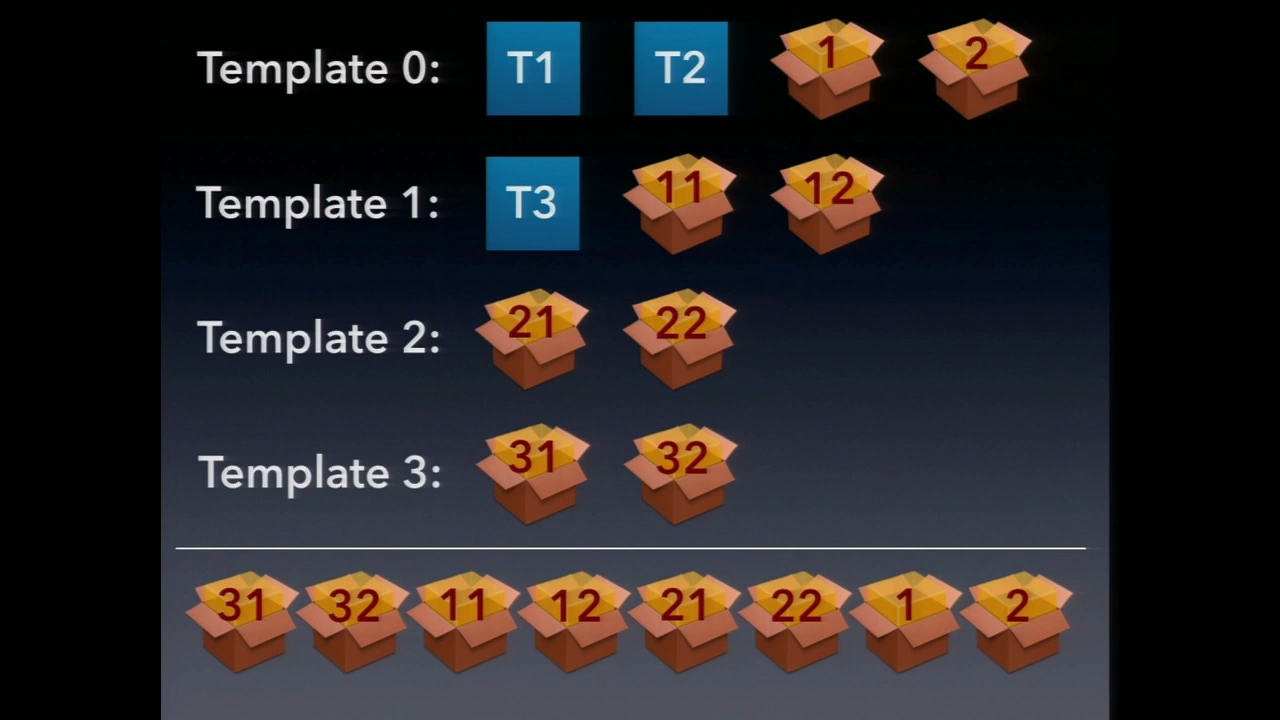 Template 0: T1 T2 1 2
Template 1: T3 11 12
Template 2: 21 22
Template 3: 31 32
31 32 11 12 21 22 1 2